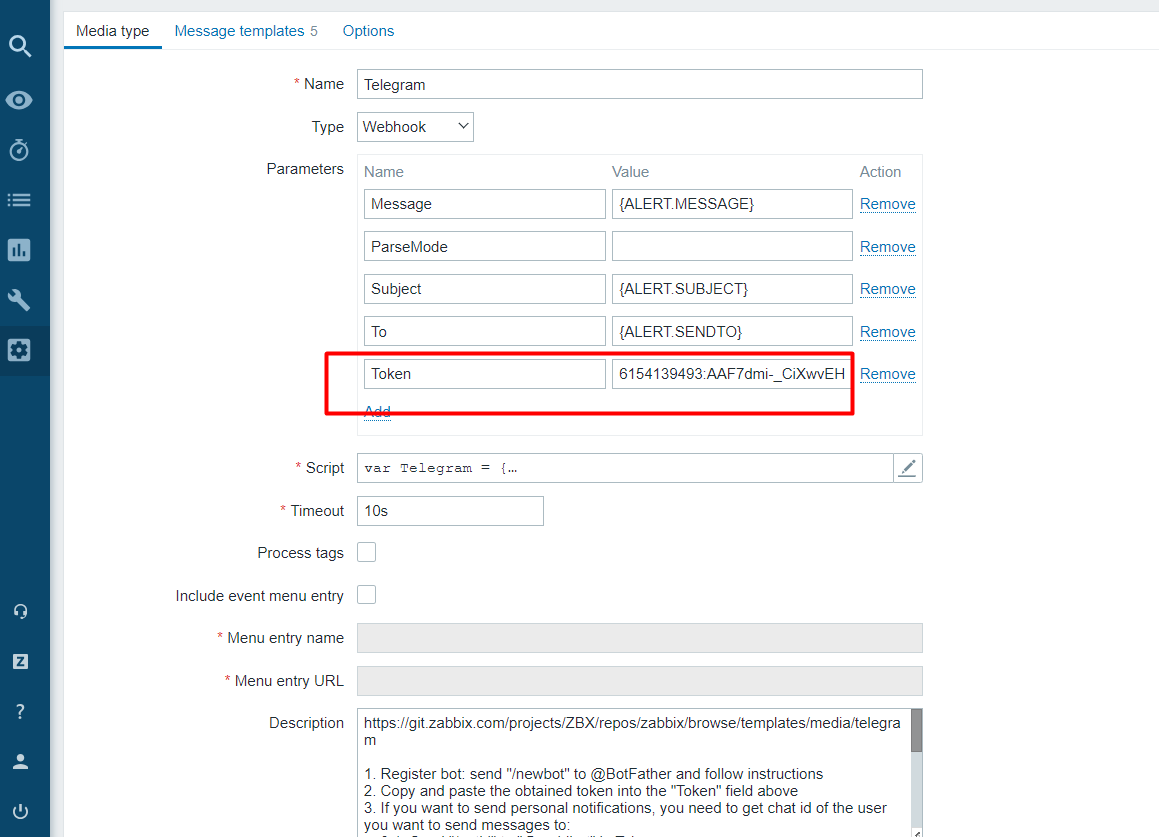 Media type Message templates 5 Options
* Name Telegram
Type Webhook
Parameters Name Value Action
Message {ALERT.MESSAGE} Remove
ParseMode Remove
Subject {ALERT.SUBJECT} Remove
To {ALERT.SENDTO} Remove
Token 6154139493:AAF7dmi-_CiXwvEH Remove
Add
* Script var Telegram = {…
* Timeout 10s
Process tags
Include event menu entry
* Menu entry name
* Menu entry URL
Description https://git.zabbix.com/projects/ZBX/repos/zabbix/browse/templates/media/telegra
m
1. Register bot: send "/newbot" to @BotFather and follow instructions
2. Copy and paste the obtained token into the "Token" field above
3. If you want to send personal notifications, you need to get chat id of the user
you want to send messages to:
Z
?